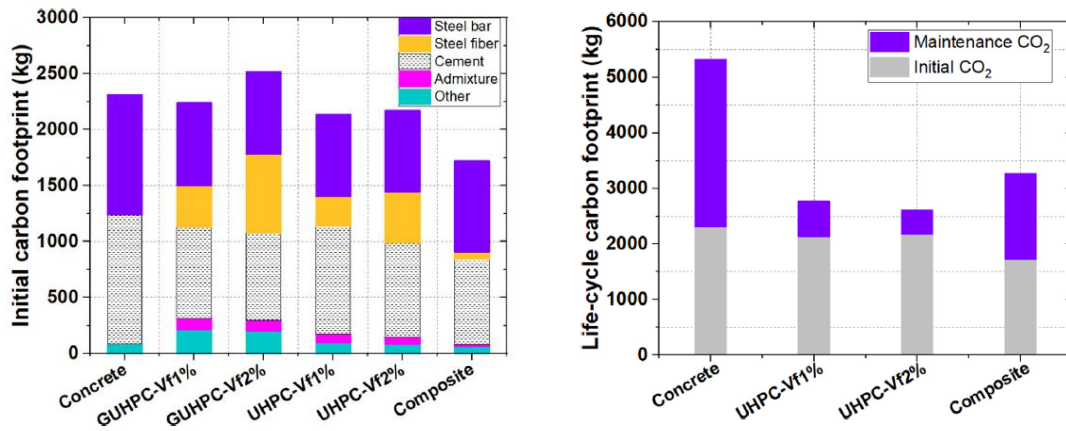 Initial carbon footprint (kg)
3000
2500
2000
1500
1000
500
0
Steel bar
Steel fiber
Cement
Admixture
Other
Concrete
GUHPC-Vf1%
GUHPC-Vf2%
UHPC-Vf1%
UHPC-Vf2%
Composite
Life-cycle carbon footprint (kg)
6000
5000
4000
3000
2000
1000
0
Maintenance CO₂
Initial CO₂
Concrete
UHPC-Vf1%
UHPC-Vf2%
Composite